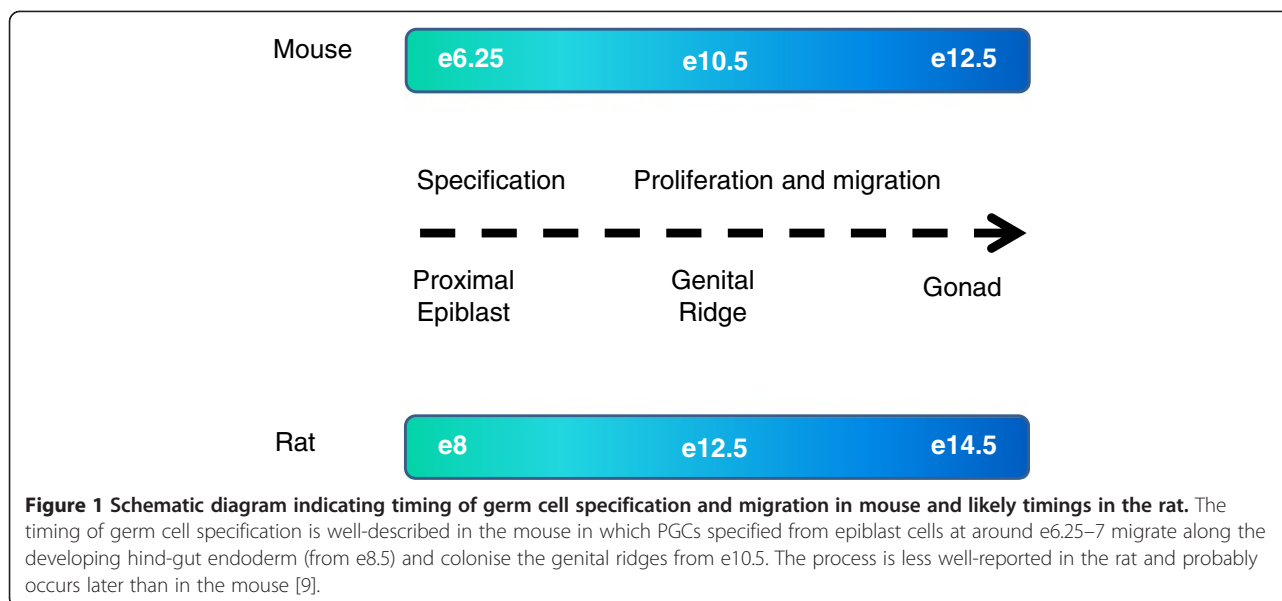 Mouse
e6.25 e10.5 e12.5
Specification Proliferation and migration
Proximal Epiblast
Genital Ridge
Gonad
Rat
e8 e12.5 e14.5
Figure 1 Schematic diagram indicating timing of germ cell specification and migration in mouse and likely timings in the rat. The
timing of germ cell specification is well-described in the mouse in which PGCs specified from epiblast cells at around e6.25–7 migrate along the
developing hind-gut endoderm (from e8.5) and colonise the genital ridges from e10.5. The process is less well-reported in the rat and probably
occurs later than in the mouse [9].